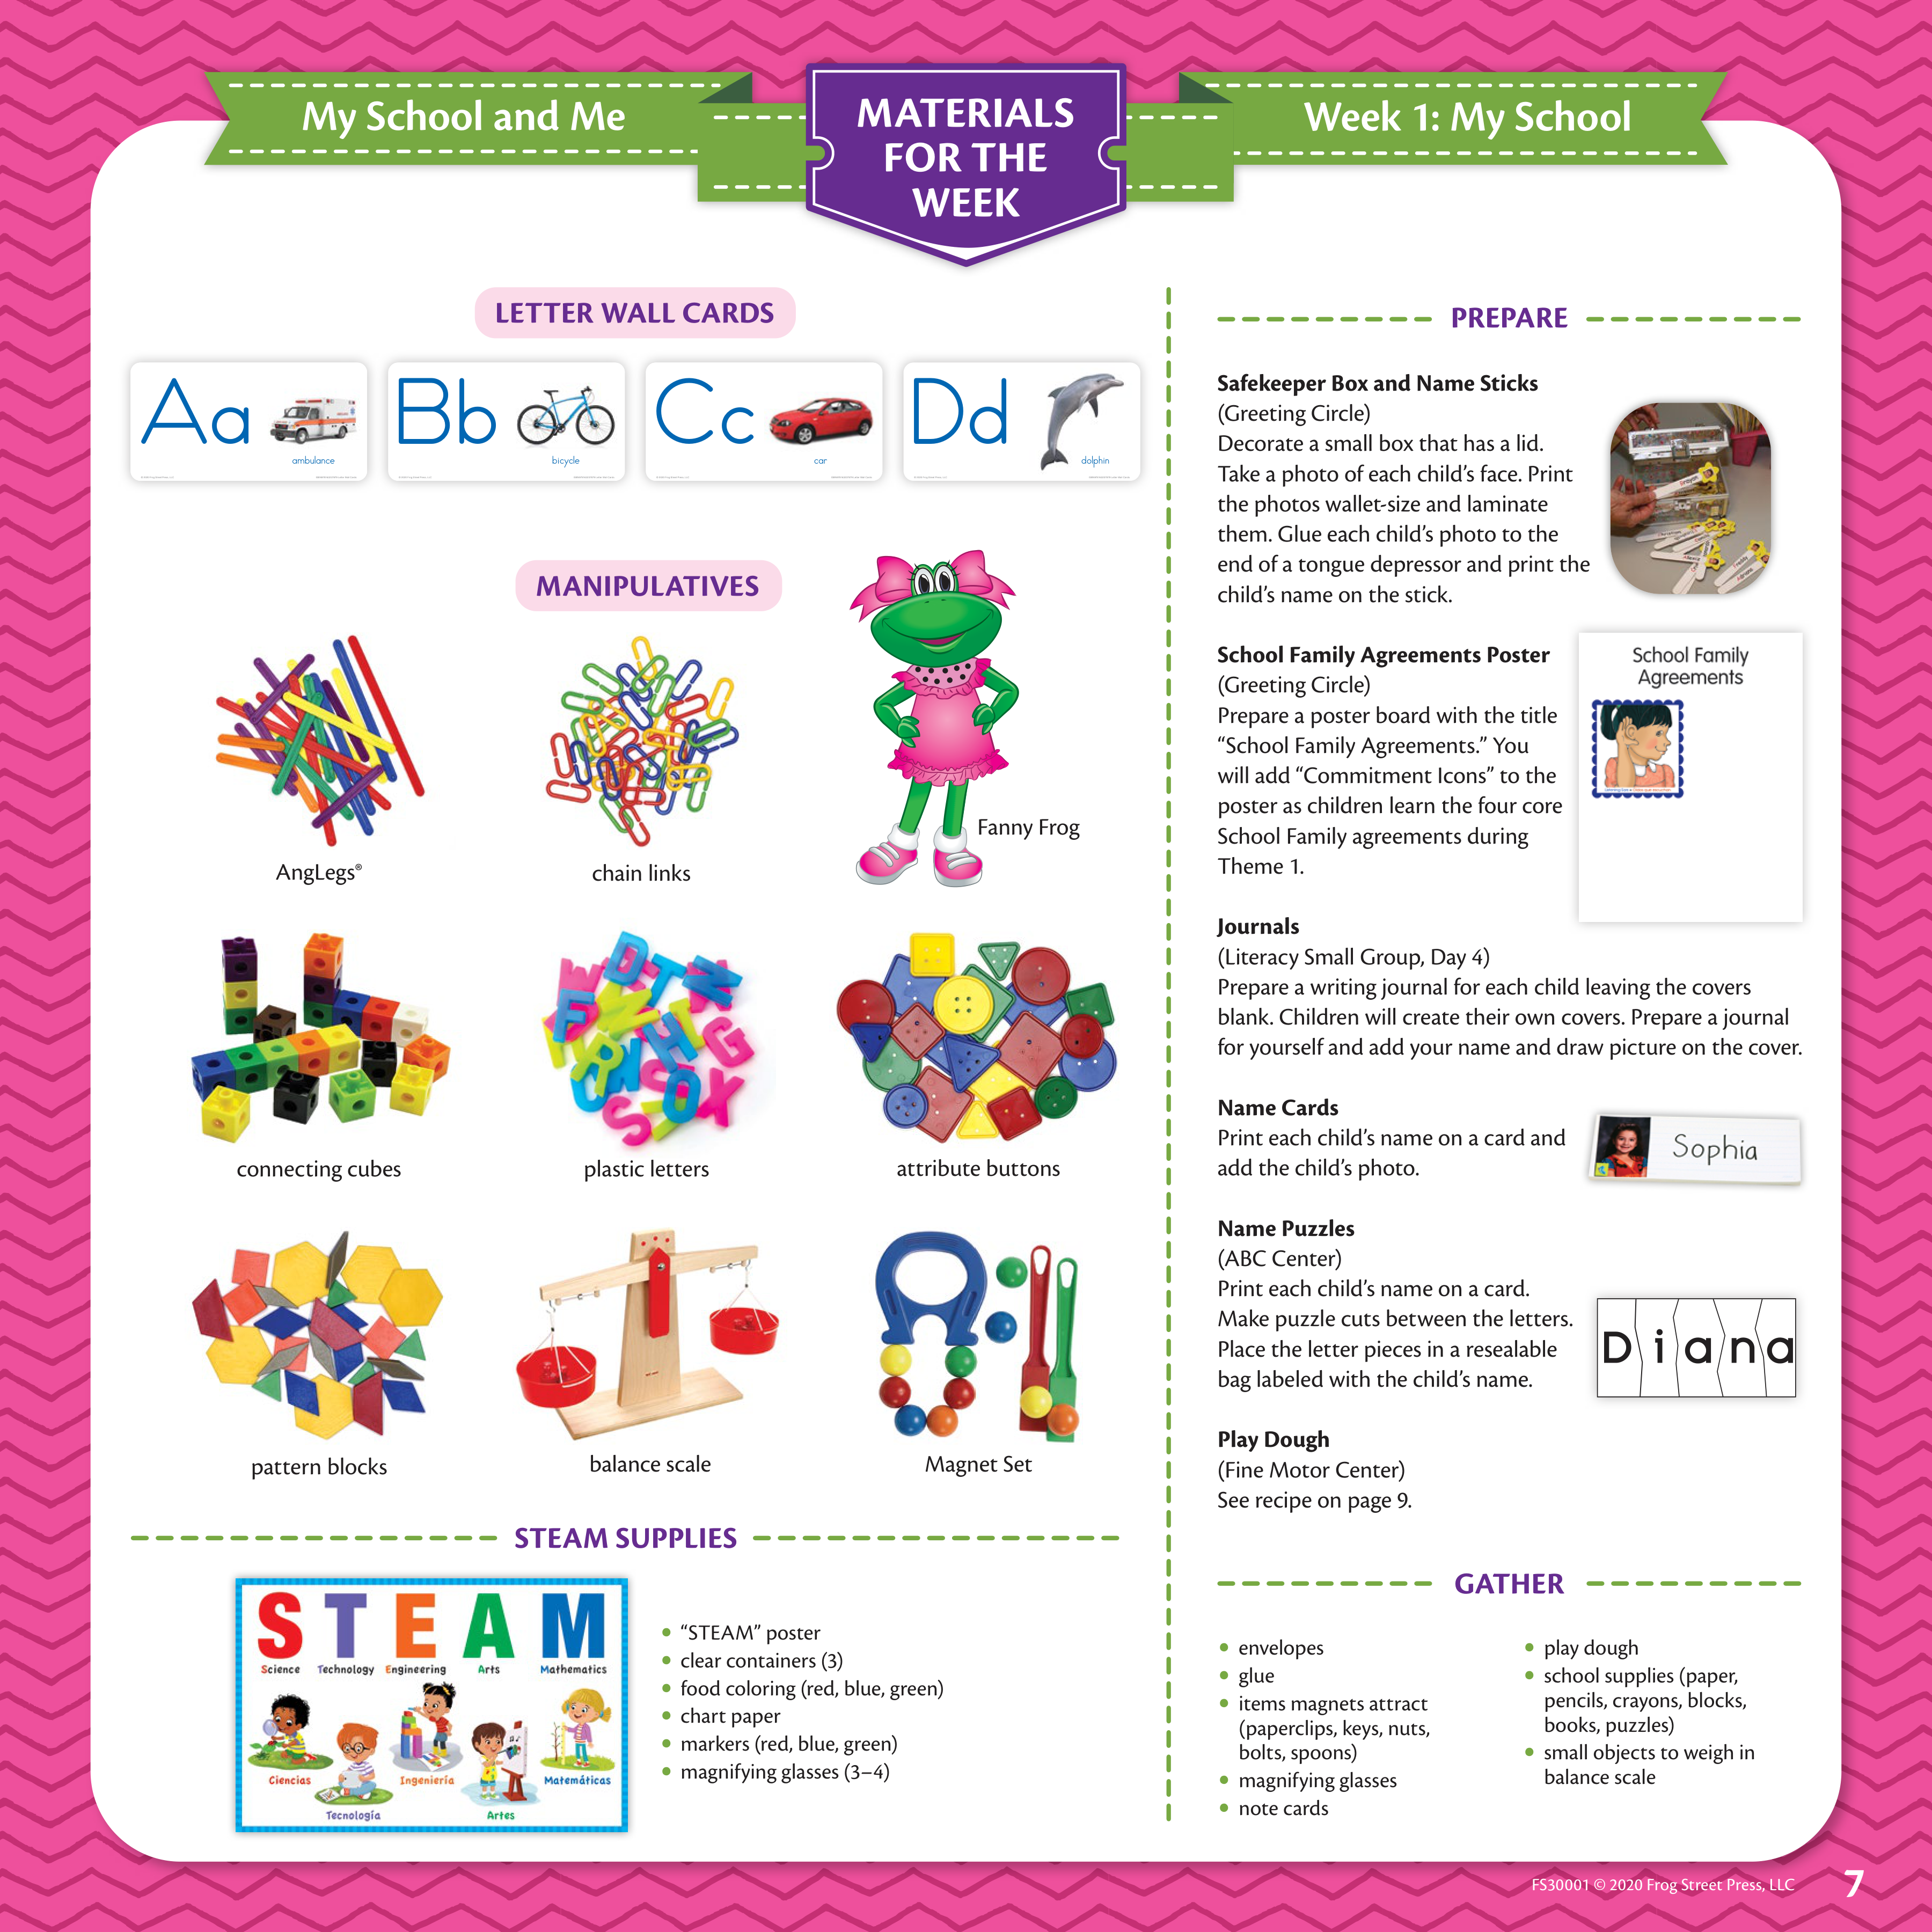 My School and Me
MATERIALS
FOR THE
WEEK
Week 1: My School
LETTER WALL CARDS
Aa
ambulance
Bb
bicycle
Cc
car
Dd
dolphin
MANIPULATIVES
AngLegs®
chain links
Fanny Frog
connecting cubes
plastic letters
attribute buttons
pattern blocks
balance scale
Magnet Set
STEAM SUPPLIES
STEAM
Science Technology Engineering Arts Mathematics
Ciencias
Tecnología
Ingeniería
Artes
Matemáticas
• “STEAM” poster
• clear containers (3)
• food coloring (red, blue, green)
• chart paper
• markers (red, blue, green)
• magnifying glasses (3–4)
PREPARE
Safekeeper Box and Name Sticks
(Greeting Circle)
Decorate a small box that has a lid.
Take a photo of each child’s face. Print
the photos wallet-size and laminate
them. Glue each child’s photo to the
end of a tongue depressor and print the
child’s name on the stick.
School Family Agreements Poster
(Greeting Circle)
Prepare a poster board with the title
“School Family Agreements.” You
will add “Commitment Icons” to the
poster as children learn the four core
School Family agreements during
Theme 1.
School Family
Agreements
Journals
(Literacy Small Group, Day 4)
Prepare a writing journal for each child leaving the covers
blank. Children will create their own covers. Prepare a journal
for yourself and add your name and draw picture on the cover.
Name Cards
Print each child’s name on a card and
add the child’s photo.
Sophia
Name Puzzles
(ABC Center)
Print each child’s name on a card.
Make puzzle cuts between the letters.
Place the letter pieces in a resealable
bag labeled with the child’s name.
Diana
Play Dough
(Fine Motor Center)
See recipe on page 9.
GATHER
• envelopes
• glue
• items magnets attract
(paperclips, keys, nuts,
bolts, spoons)
• magnifying glasses
• note cards
• play dough
• school supplies (paper,
pencils, crayons, blocks,
books, puzzles)
• small objects to weigh in
balance scale
FS30001 © 2020 Frog Street Press, LLC
7